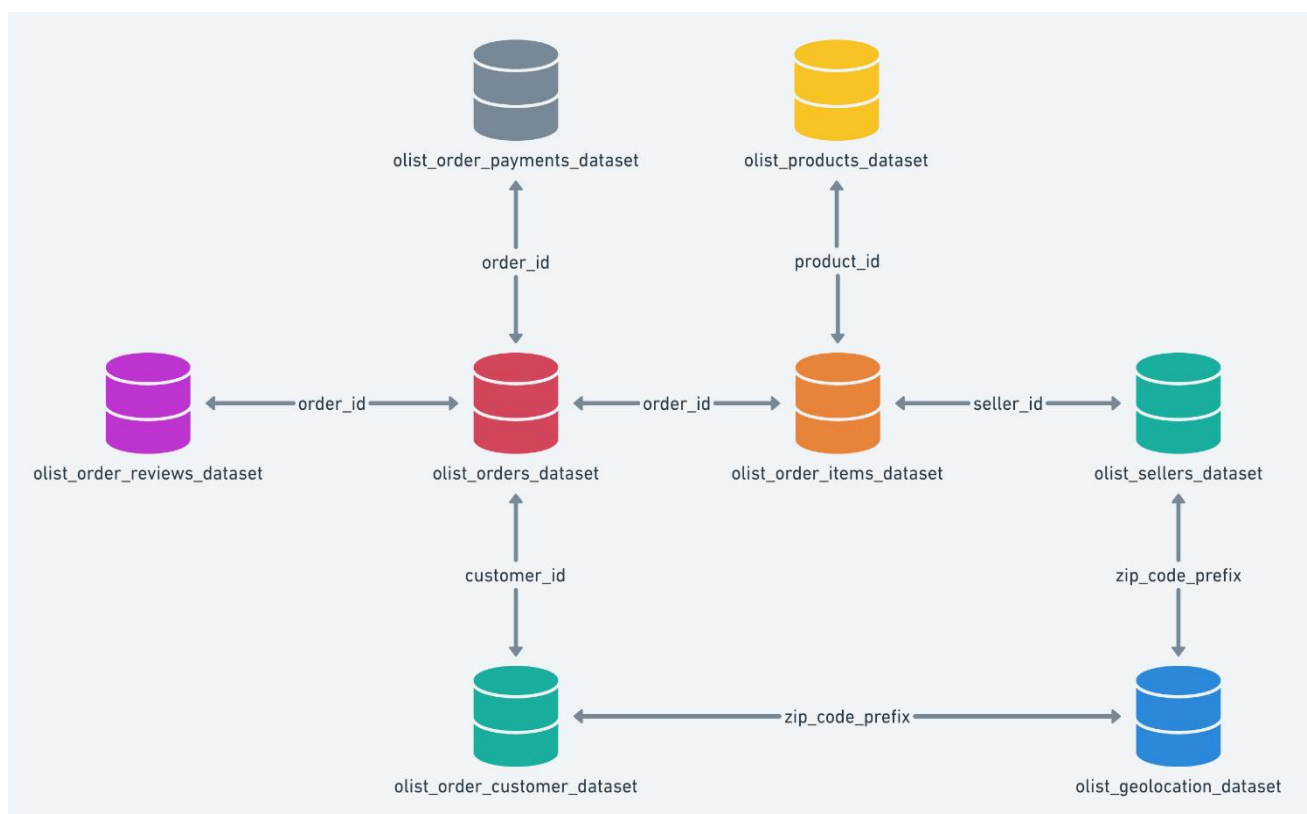 olist_order_payments_dataset
olist_products_dataset
order_id
product_id
order_id
order_id
seller_id
olist_order_reviews_dataset
olist_orders_dataset
olist_order_items_dataset
olist_sellers_dataset
customer_id
zip_code_prefix
zip_code_prefix
olist_order_customer_dataset
olist_geolocation_dataset